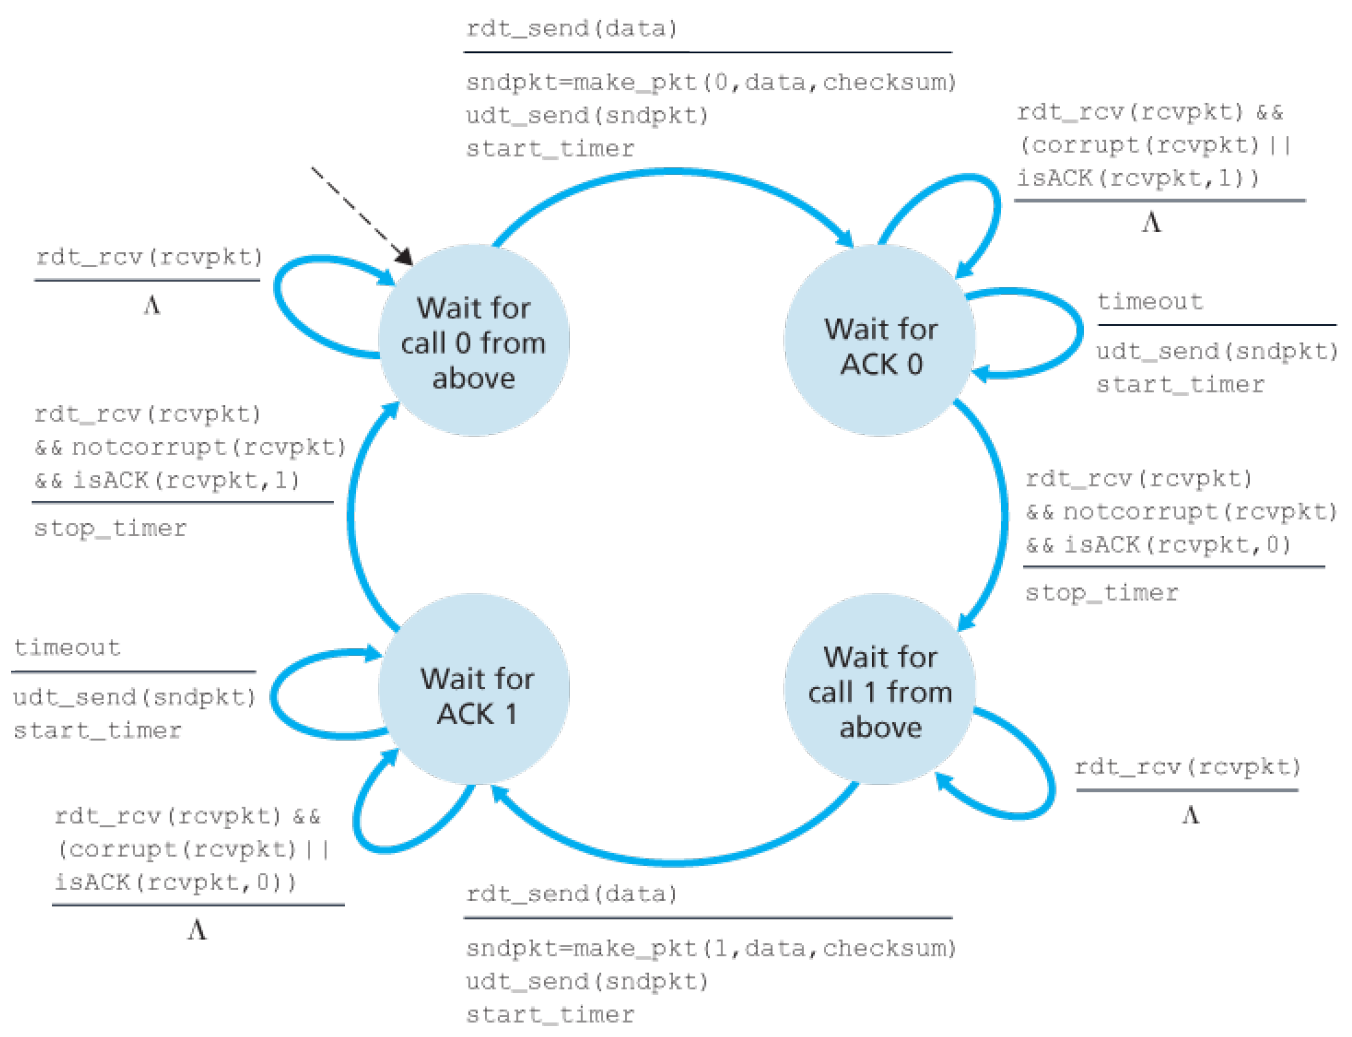 rdt_send(data)
sndpkt=make_pkt(0,data,checksum)
udt_send(sndpkt)
start_timer
rdt_rcv(rcvpkt) &&
(corrupt(rcvpkt)||
isACK(rcvpkt,1))
Λ
rdt_rcv(rcvpkt)
Λ
Wait for
call 0 from
above
Wait for
ACK 0
timeout
udt_send(sndpkt)
start_timer
rdt_rcv(rcvpkt)
&& notcorrupt(rcvpkt)
&& isACK(rcvpkt,1)
stop_timer
rdt_rcv(rcvpkt)
&& notcorrupt(rcvpkt)
&& isACK(rcvpkt,0)
stop_timer
timeout
udt_send(sndpkt)
start_timer
Wait for
ACK 1
Wait for
call 1 from
above
rdt_rcv(rcvpkt)
Λ
rdt_rcv(rcvpkt) &&
(corrupt(rcvpkt)||
isACK(rcvpkt,0))
Λ
rdt_send(data)
sndpkt=make_pkt(1,data,checksum)
udt_send(sndpkt)
start_timer